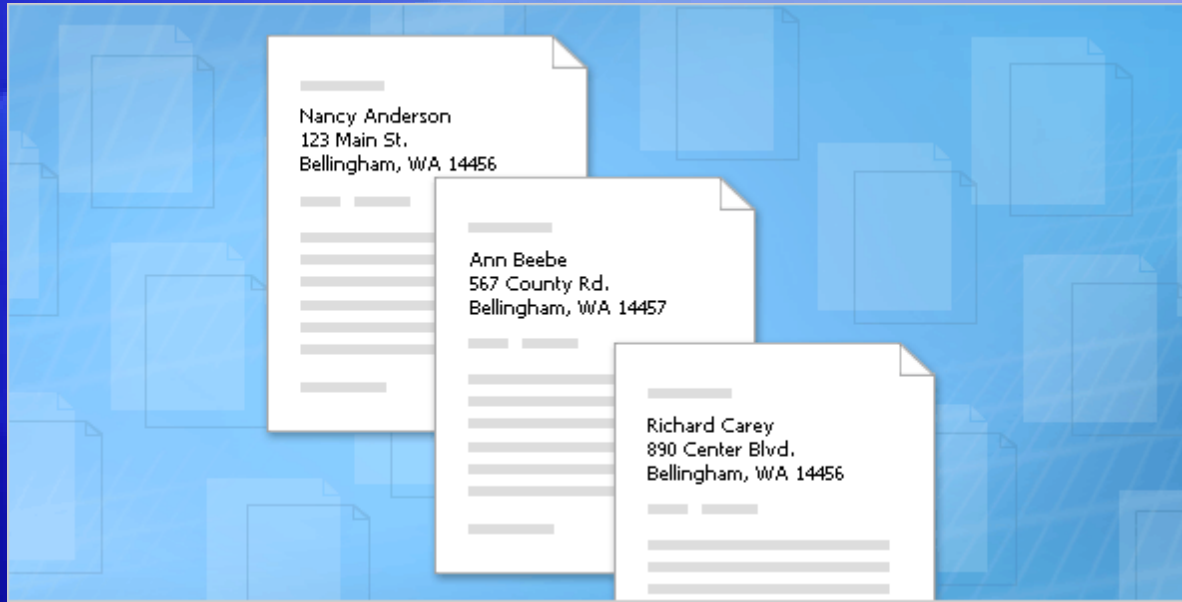 Nancy Anderson
123 Main St.
Bellingham, WA 14456
Ann Beebe
567 County Rd.
Bellingham, WA 14457
Richard Carey
890 Center Blvd.
Bellingham, WA 14456